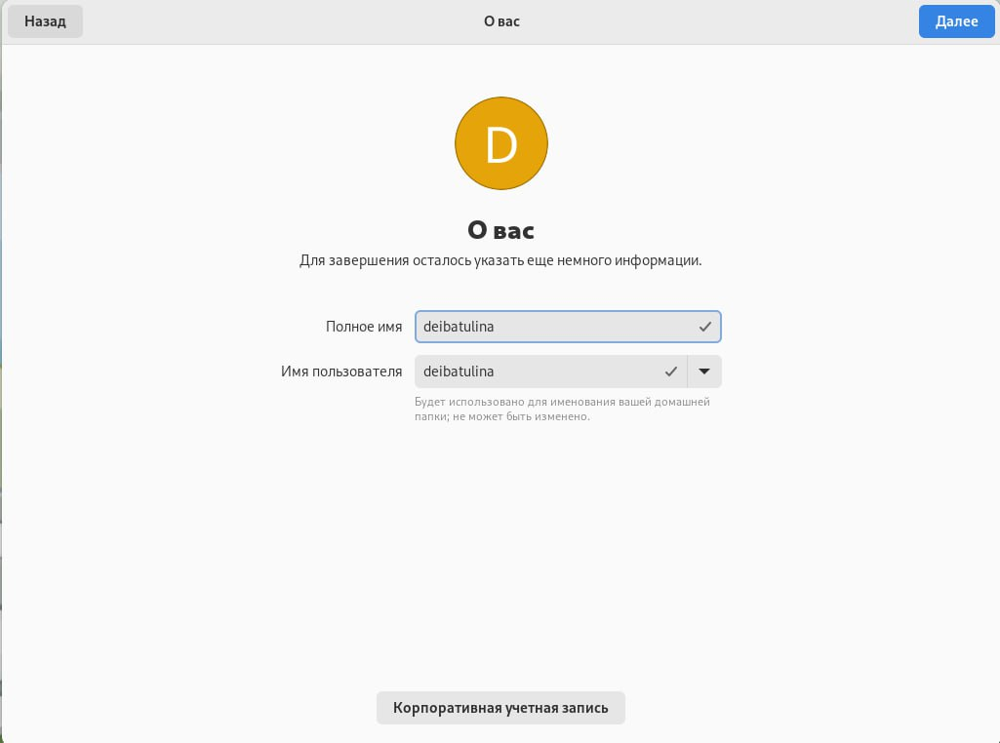 Назад
О вас
Далее
D
О вас
Для завершения осталось указать еще немного информации.
Полное имя
deibatulina
Имя пользователя
deibatulina
Будет использовано для именования вашей домашней
папки; не может быть изменено.
Корпоративная учетная запись